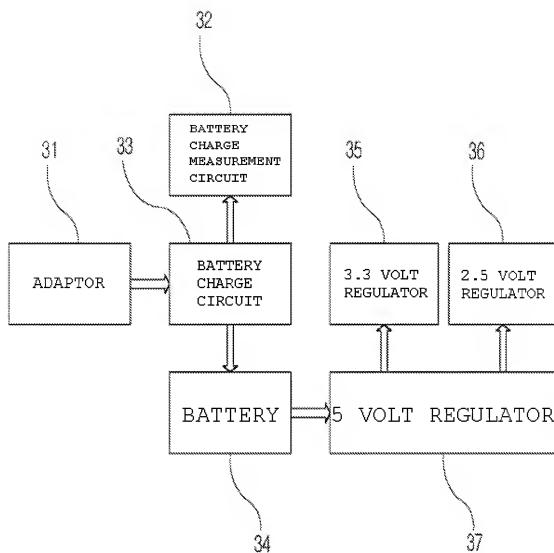 32
BATTERY
CHARGE
MEASUREMENT
CIRCUIT
31
33
35
36
ADAPTOR
BATTERY
CHARGE
CIRCUIT
3.3 VOLT
REGULATOR
2.5 VOLT
REGULATOR
BATTERY
5 VOLT REGULATOR
34
37